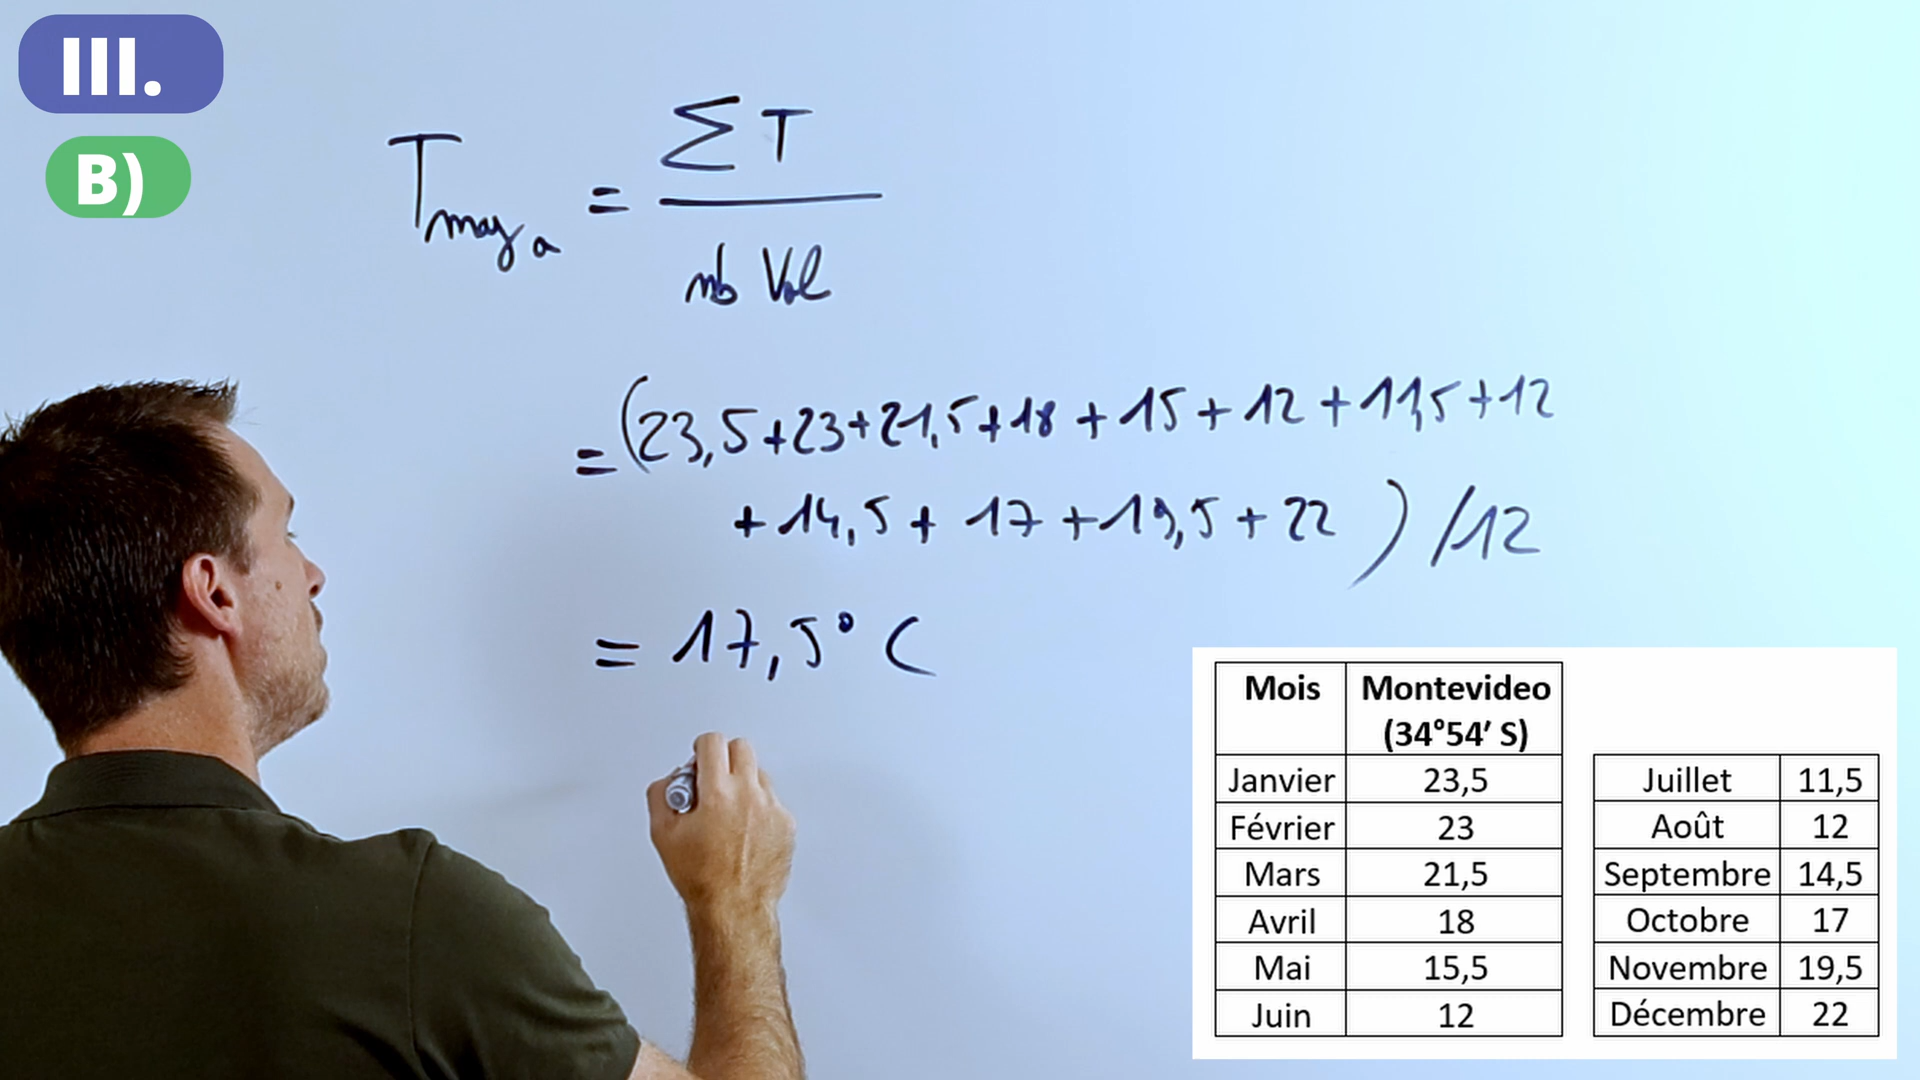 III.
B)
Tmoy a = ΣT
nb Val
= (23,5+23+21,5+18+15+12+11,5+12
+14,5+17+19,5+22)/12
= 17,5°C
Mois Montevideo
(34°54′ S)
Janvier 23,5
Février 23
Mars 21,5
Avril 18
Mai 15,5
Juin 12
Juillet 11,5
Août 12
Septembre 14,5
Octobre 17
Novembre 19,5
Décembre 22